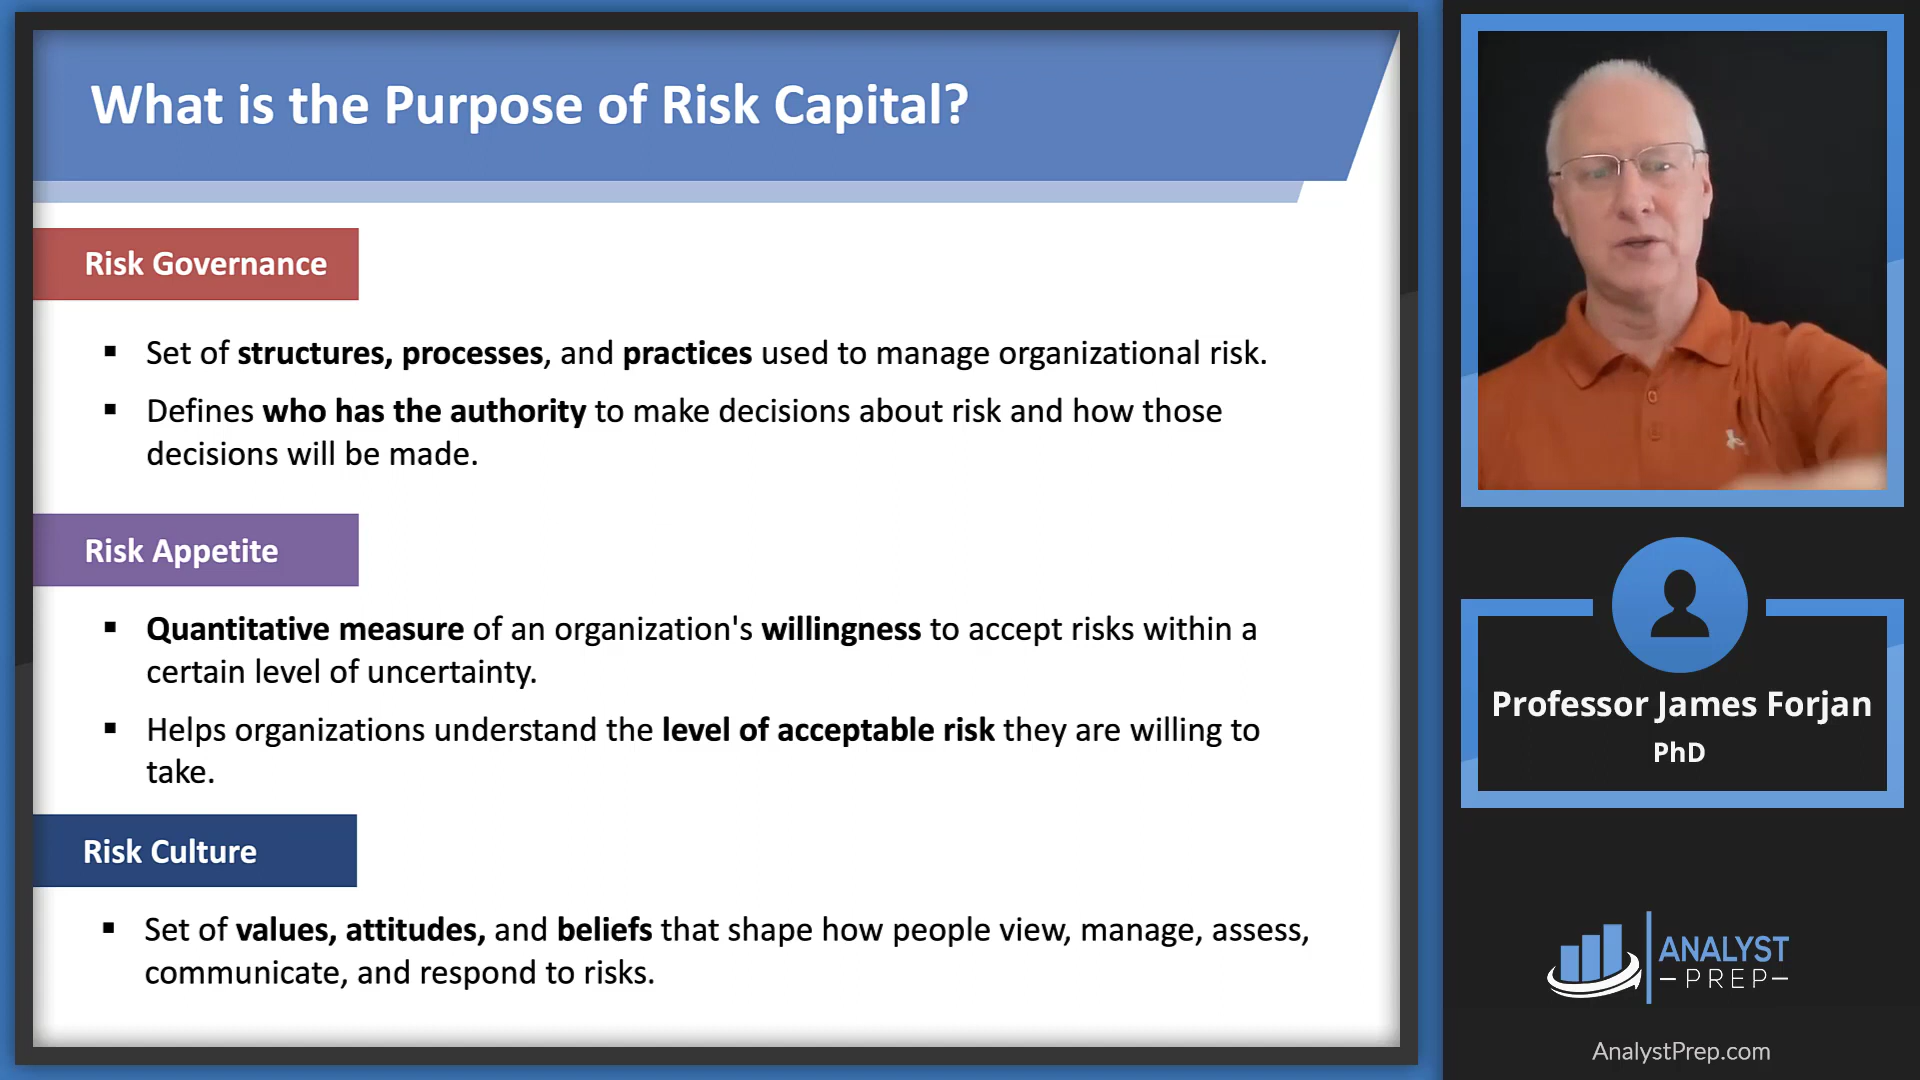 What is the Purpose of Risk Capital?
Risk Governance
▪ Set of structures, processes, and practices used to manage organizational risk.
▪ Defines who has the authority to make decisions about risk and how those
decisions will be made.
Risk Appetite
▪ Quantitative measure of an organization's willingness to accept risks within a
certain level of uncertainty.
▪ Helps organizations understand the level of acceptable risk they are willing to
take.
Risk Culture
▪ Set of values, attitudes, and beliefs that shape how people view, manage, assess,
communicate, and respond to risks.
Professor James Forjan
PhD
ANALYST
PREP
AnalystPrep.com